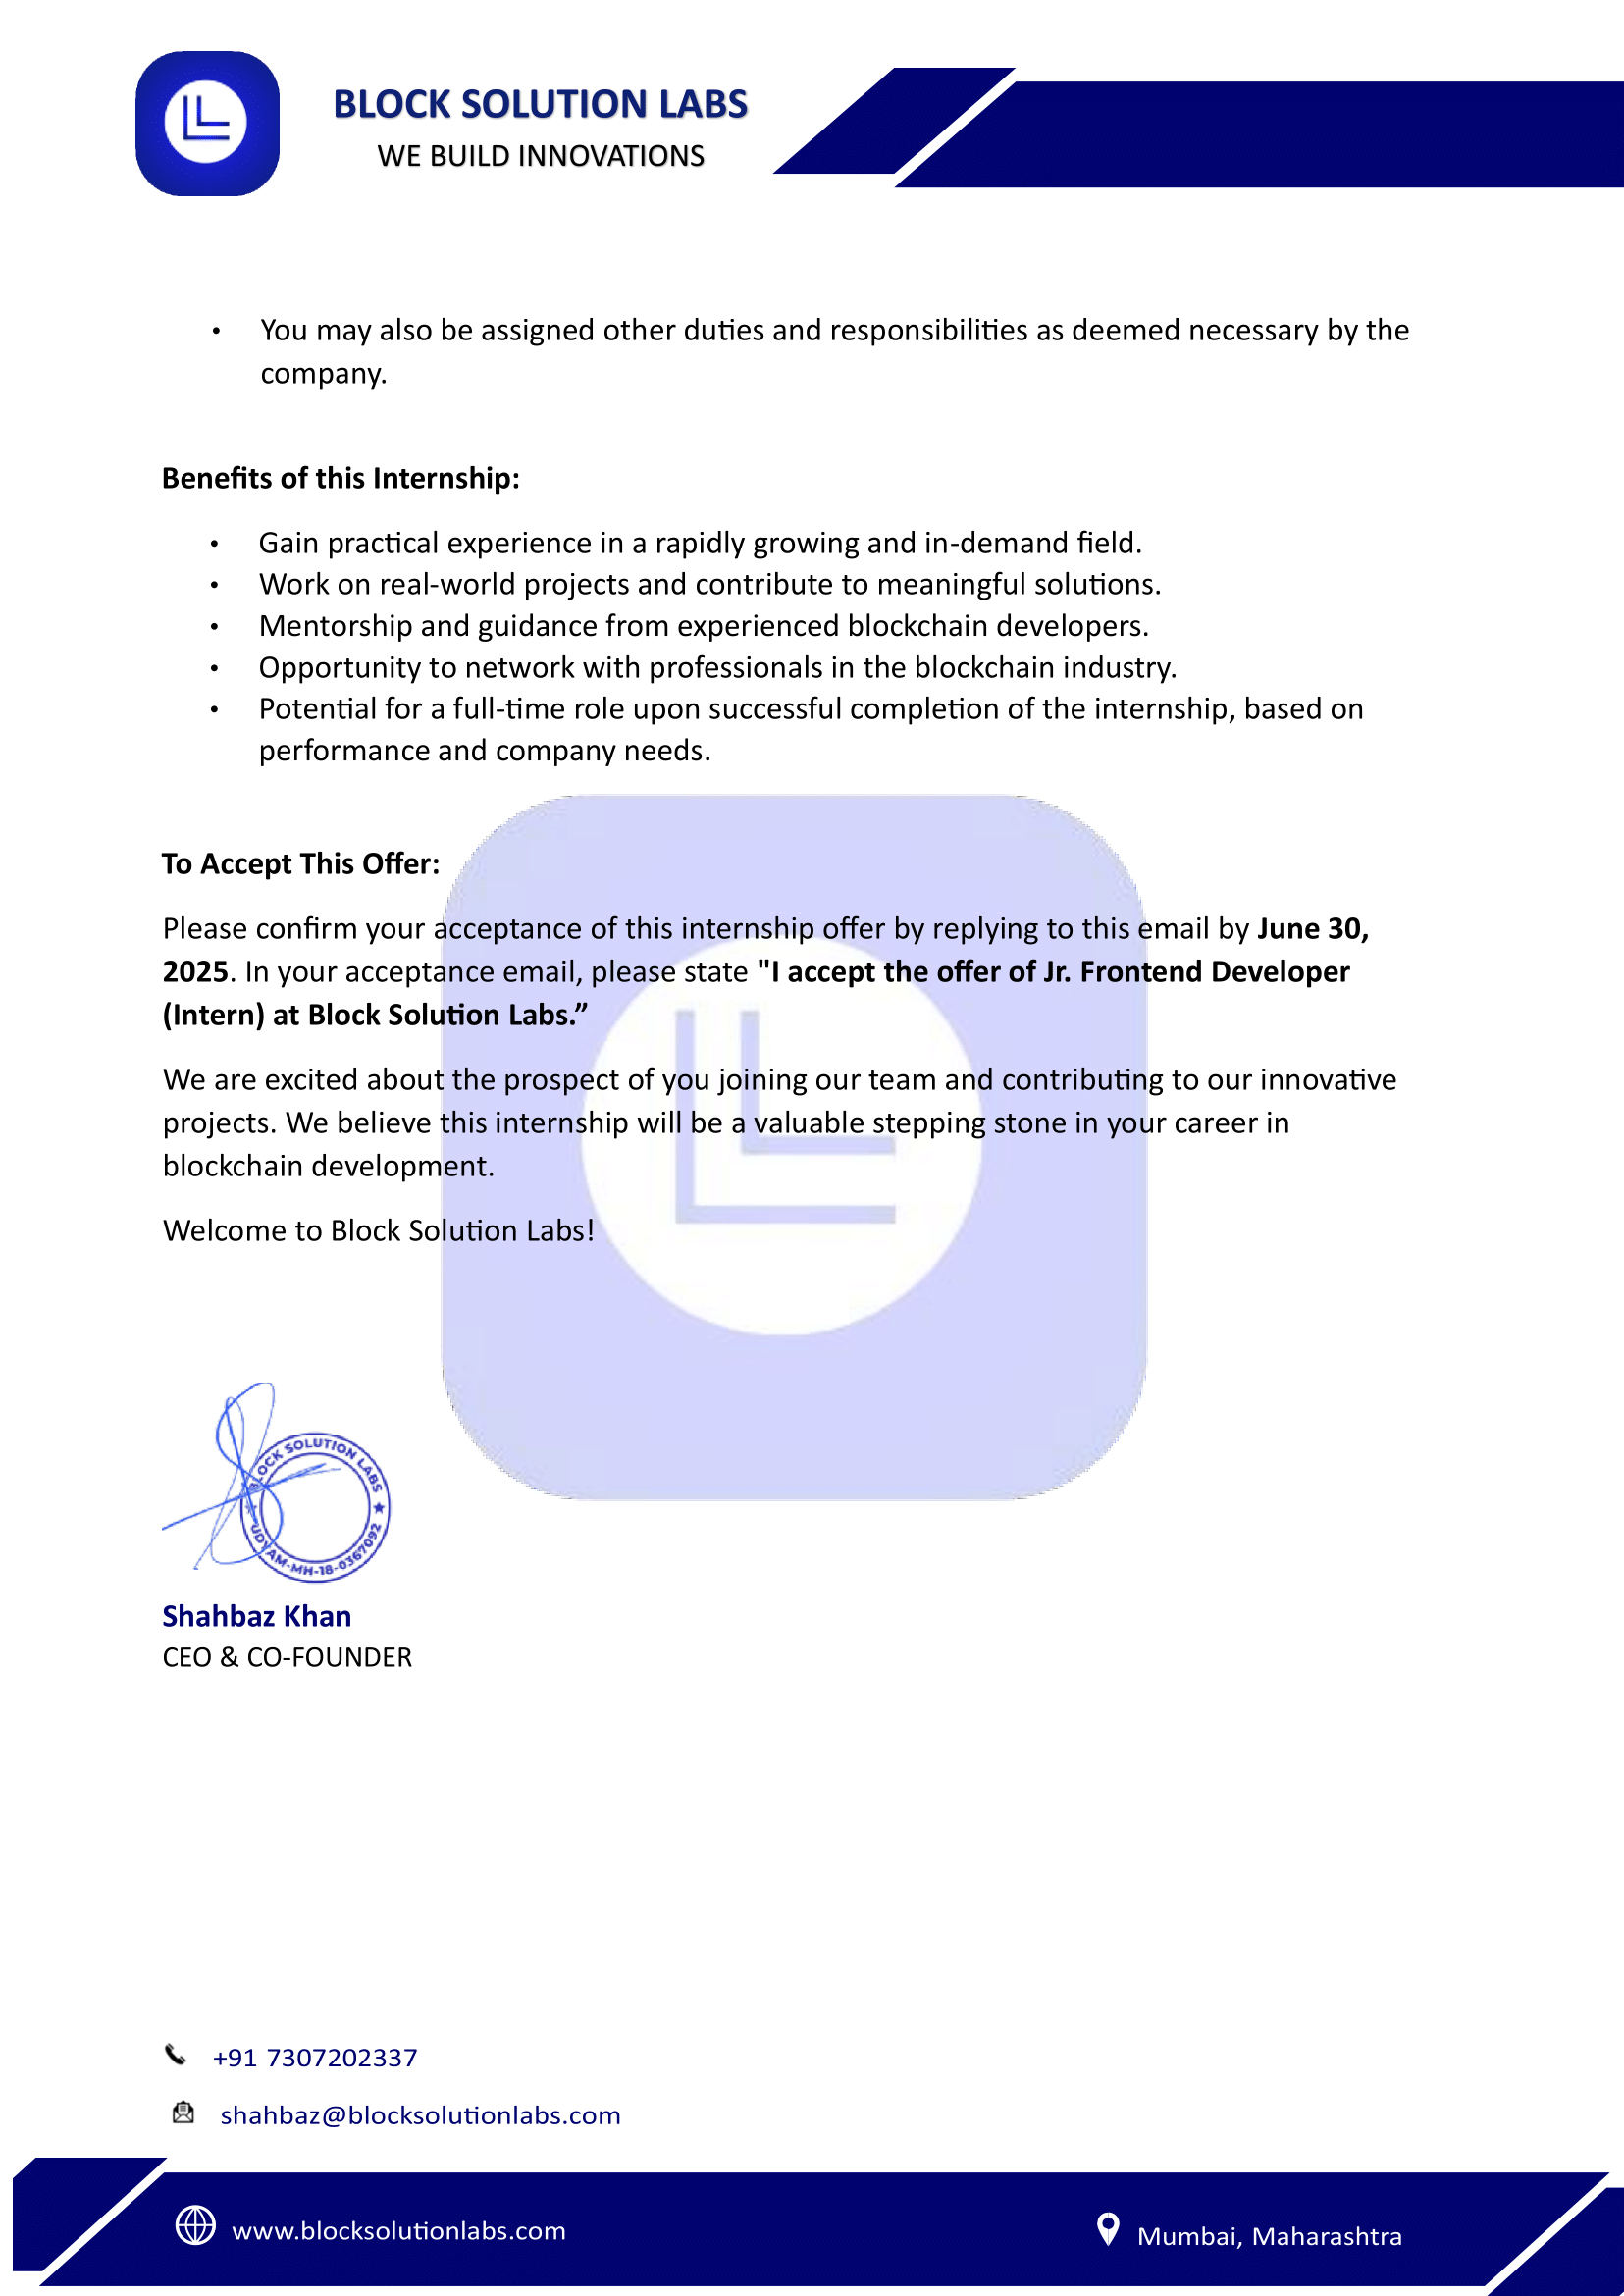 BLOCK SOLUTION LABS
WE BUILD INNOVATIONS
• You may also be assigned other duties and responsibilities as deemed necessary by the
company.
Benefits of this Internship:
• Gain practical experience in a rapidly growing and in-demand field.
• Work on real-world projects and contribute to meaningful solutions.
• Mentorship and guidance from experienced blockchain developers.
• Opportunity to network with professionals in the blockchain industry.
• Potential for a full-time role upon successful completion of the internship, based on
performance and company needs.
To Accept This Offer:
Please confirm your acceptance of this internship offer by replying to this email by June 30,
2025. In your acceptance email, please state "I accept the offer of Jr. Frontend Developer
(Intern) at Block Solution Labs.”
We are excited about the prospect of you joining our team and contributing to our innovative
projects. We believe this internship will be a valuable stepping stone in your career in
blockchain development.
Welcome to Block Solution Labs!
BLOCK SOLUTION LABS
UDYAM-MH-18-0367092
Shahbaz Khan
CEO & CO-FOUNDER
+91 7307202337
shahbaz@blocksolutionlabs.com
www.blocksolutionlabs.com
Mumbai, Maharashtra